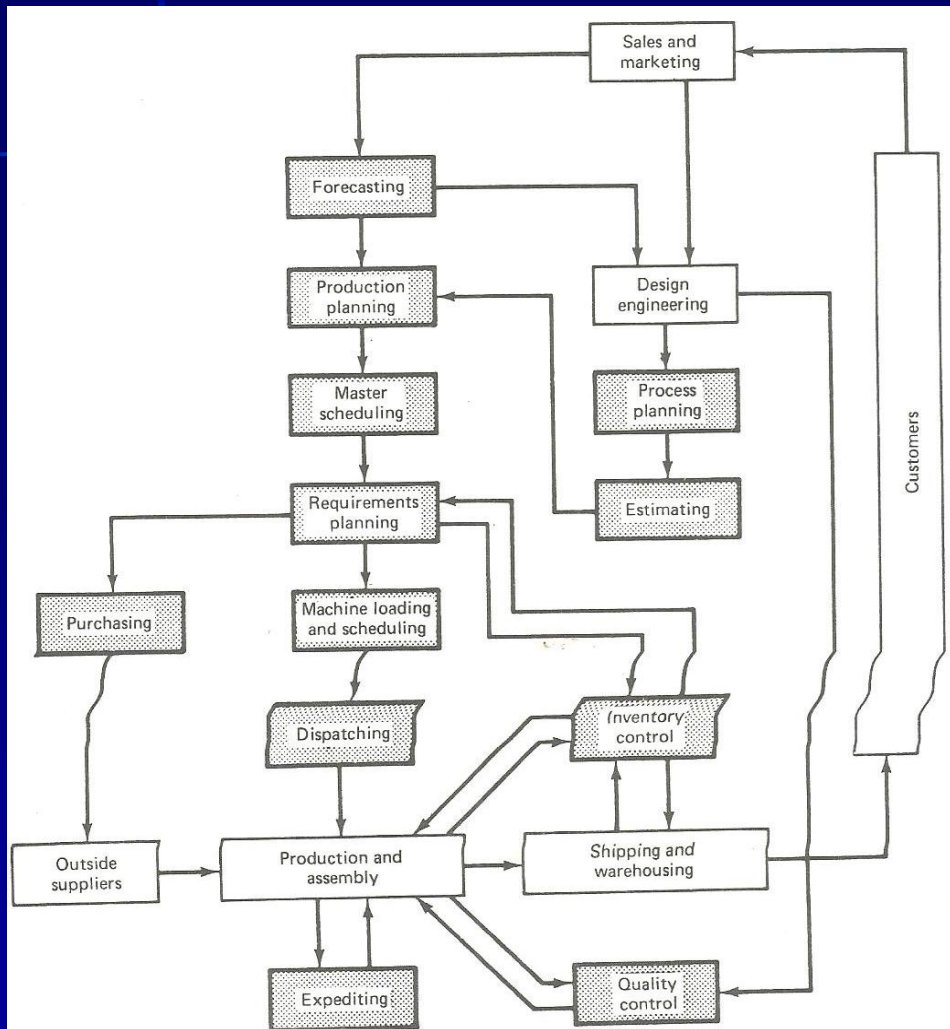 Sales and
marketing
Forecasting
Production
planning
Design
engineering
Master
scheduling
Process
planning
Requirements
planning
Estimating
Customers
Purchasing
Machine loading
and scheduling
Dispatching
Inventory
control
Outside
suppliers
Production and
assembly
Shipping and
warehousing
Expediting
Quality
control